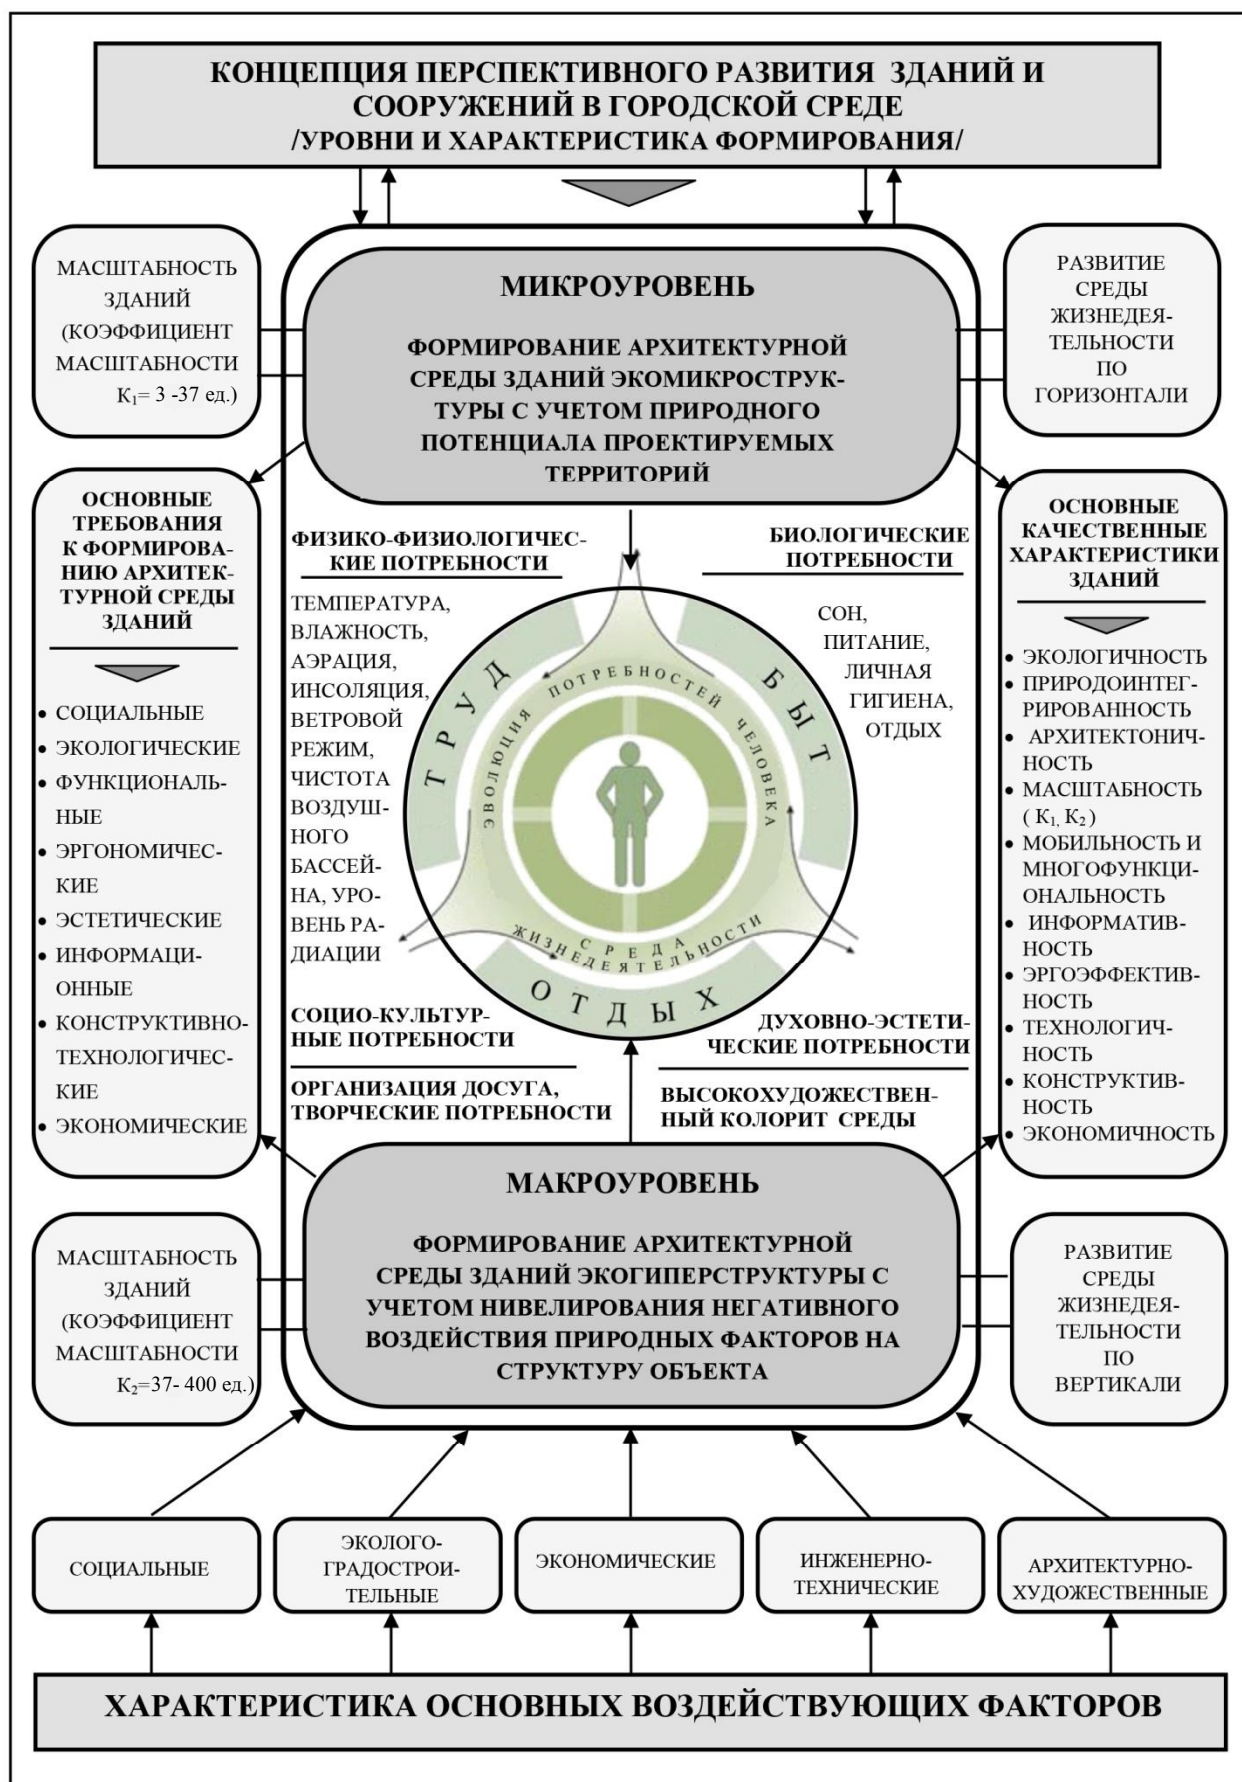 КОНЦЕПЦИЯ ПЕРСПЕКТИВНОГО РАЗВИТИЯ ЗДАНИЙ И
СООРУЖЕНИЙ В ГОРОДСКОЙ СРЕДЕ
/УРОВНИ И ХАРАКТЕРИСТИКА ФОРМИРОВАНИЯ/
МАСШТАБНОСТЬ
ЗДАНИЙ
(КОЭФФИЦИЕНТ
МАСШТАБНОСТИ
К₁= 3 -37 ед.)
МИКРОУРОВЕНЬ
ФОРМИРОВАНИЕ АРХИТЕКТУРНОЙ
СРЕДЫ ЗДАНИЙ ЭКОМИКРОСТРУК-
ТУРЫ С УЧЕТОМ ПРИРОДНОГО
ПОТЕНЦИАЛА ПРОЕКТИРУЕМЫХ
ТЕРРИТОРИЙ
РАЗВИТИЕ
СРЕДЫ
ЖИЗНЕДЕЯ-
ТЕЛЬНОСТИ
ПО
ГОРИЗОНТАЛИ
ОСНОВНЫЕ
ТРЕБОВАНИЯ
К ФОРМИРОВА-
НИЮ АРХИТЕК-
ТУРНОЙ СРЕДЫ
ЗДАНИЙ
• СОЦИАЛЬНЫЕ
• ЭКОЛОГИЧЕСКИЕ
• ФУНКЦИОНАЛЬ-
НЫЕ
• ЭРГОНОМИЧЕС-
КИЕ
• ЭСТЕТИЧЕСКИЕ
• ИНФОРМАЦИ-
ОННЫЕ
• КОНСТРУКТИВНО-
ТЕХНОЛОГИЧЕС-
КИЕ
• ЭКОНОМИЧЕСКИЕ
ФИЗИКО-ФИЗИОЛОГИЧЕС-
КИЕ ПОТРЕБНОСТИ
ТЕМПЕРАТУРА,
ВЛАЖНОСТЬ,
АЭРАЦИЯ,
ИНСОЛЯЦИЯ,
ВЕТРОВОЙ
РЕЖИМ,
ЧИСТОТА
ВОЗДУШ-
НОГО
БАССЕЙ-
НА, УРО-
ВЕНЬ РА-
ДИАЦИИ
БИОЛОГИЧЕСКИЕ
ПОТРЕБНОСТИ
СОН,
ПИТАНИЕ,
ЛИЧНАЯ
ГИГИЕНА,
ОТДЫХ
ТРУД
БЫТ
ОТДЫХ
ЭВОЛЮЦИЯ ПОТРЕБНОСТЕЙ ЧЕЛОВЕКА
СРЕДА
ЖИЗНЕДЕЯТЕЛЬНОСТИ
СОЦИО-КУЛЬТУР-
НЫЕ ПОТРЕБНОСТИ
ОРГАНИЗАЦИЯ ДОСУГА,
ТВОРЧЕСКИЕ ПОТРЕБНОСТИ
ДУХОВНО-ЭСТЕТИ-
ЧЕСКИЕ ПОТРЕБНОСТИ
ВЫСОКОХУДОЖЕСТВЕН-
НЫЙ КОЛОРИТ СРЕДЫ
ОСНОВНЫЕ
КАЧЕСТВЕННЫЕ
ХАРАКТЕРИСТИКИ
ЗДАНИЙ
• ЭКОЛОГИЧНОСТЬ
• ПРИРОДОИНТЕГ-
РИРОВАННОСТЬ
• АРХИТЕКТОНИЧ-
НОСТЬ
• МАСШТАБНОСТЬ
( К₁, К₂ )
• МОБИЛЬНОСТЬ И
МНОГОФУНКЦИ-
ОНАЛЬНОСТЬ
• ИНФОРМАТИВ-
НОСТЬ
• ЭРГОЭФФЕКТИВ-
НОСТЬ
• ТЕХНОЛОГИЧ-
НОСТЬ
• КОНСТРУКТИВ-
НОСТЬ
• ЭКОНОМИЧНОСТЬ
МАСШТАБНОСТЬ
ЗДАНИЙ
(КОЭФФИЦИЕНТ
МАСШТАБНОСТИ
К₂=37- 400 ед.)
МАКРОУРОВЕНЬ
ФОРМИРОВАНИЕ АРХИТЕКТУРНОЙ
СРЕДЫ ЗДАНИЙ ЭКОГИПЕРСТРУКТУРЫ С
УЧЕТОМ НИВЕЛИРОВАНИЯ НЕГАТИВНОГО
ВОЗДЕЙСТВИЯ ПРИРОДНЫХ ФАКТОРОВ НА
СТРУКТУРУ ОБЪЕКТА
РАЗВИТИЕ
СРЕДЫ
ЖИЗНЕДЕЯ-
ТЕЛЬНОСТИ
ПО
ВЕРТИКАЛИ
СОЦИАЛЬНЫЕ
ЭКОЛОГО-
ГРАДОСТРОИ-
ТЕЛЬНЫЕ
ЭКОНОМИЧЕСКИЕ
ИНЖЕНЕРНО-
ТЕХНИЧЕСКИЕ
АРХИТЕКТУРНО-
ХУДОЖЕСТВЕННЫЕ
ХАРАКТЕРИСТИКА ОСНОВНЫХ ВОЗДЕЙСТВУЮЩИХ ФАКТОРОВ